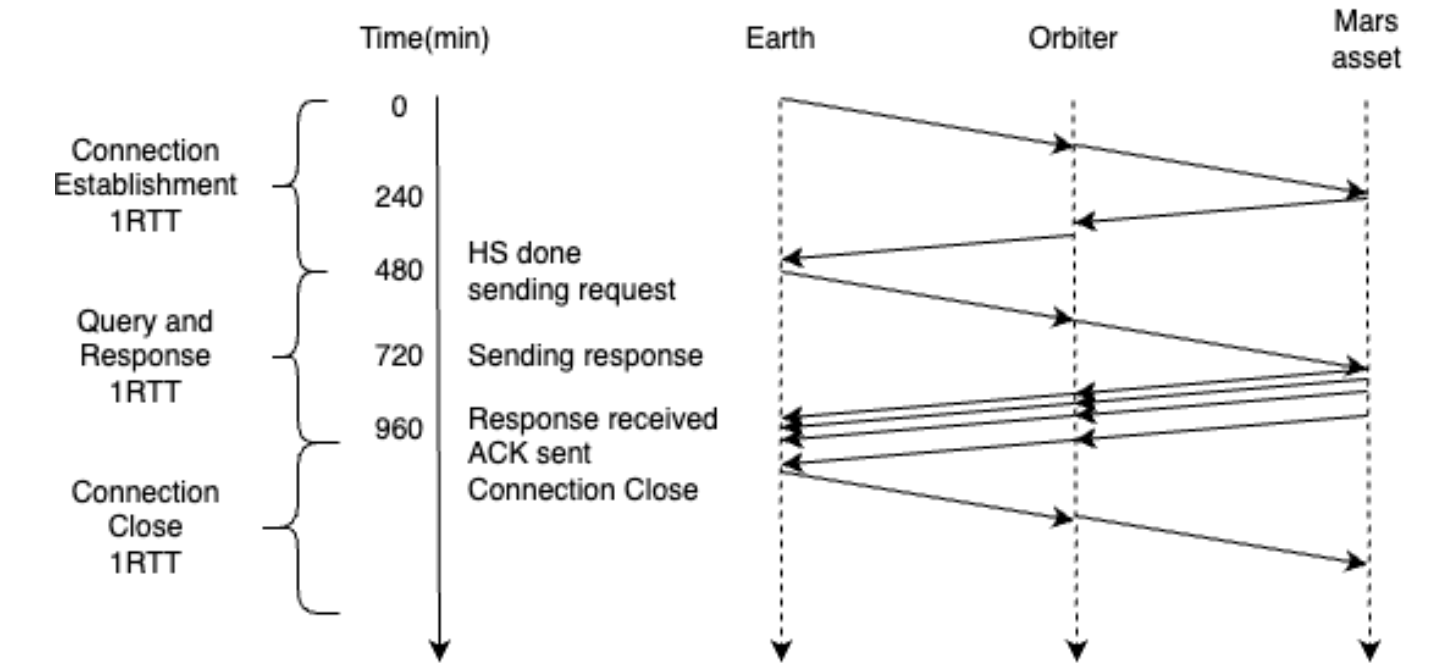 Time(min)
Earth
Orbiter
Mars
asset
0
Connection
Establishment
1RTT
240
HS done
sending request
480
Query and
Response
1RTT
720
Sending response
960
Response received
ACK sent
Connection Close
Connection
Close
1RTT